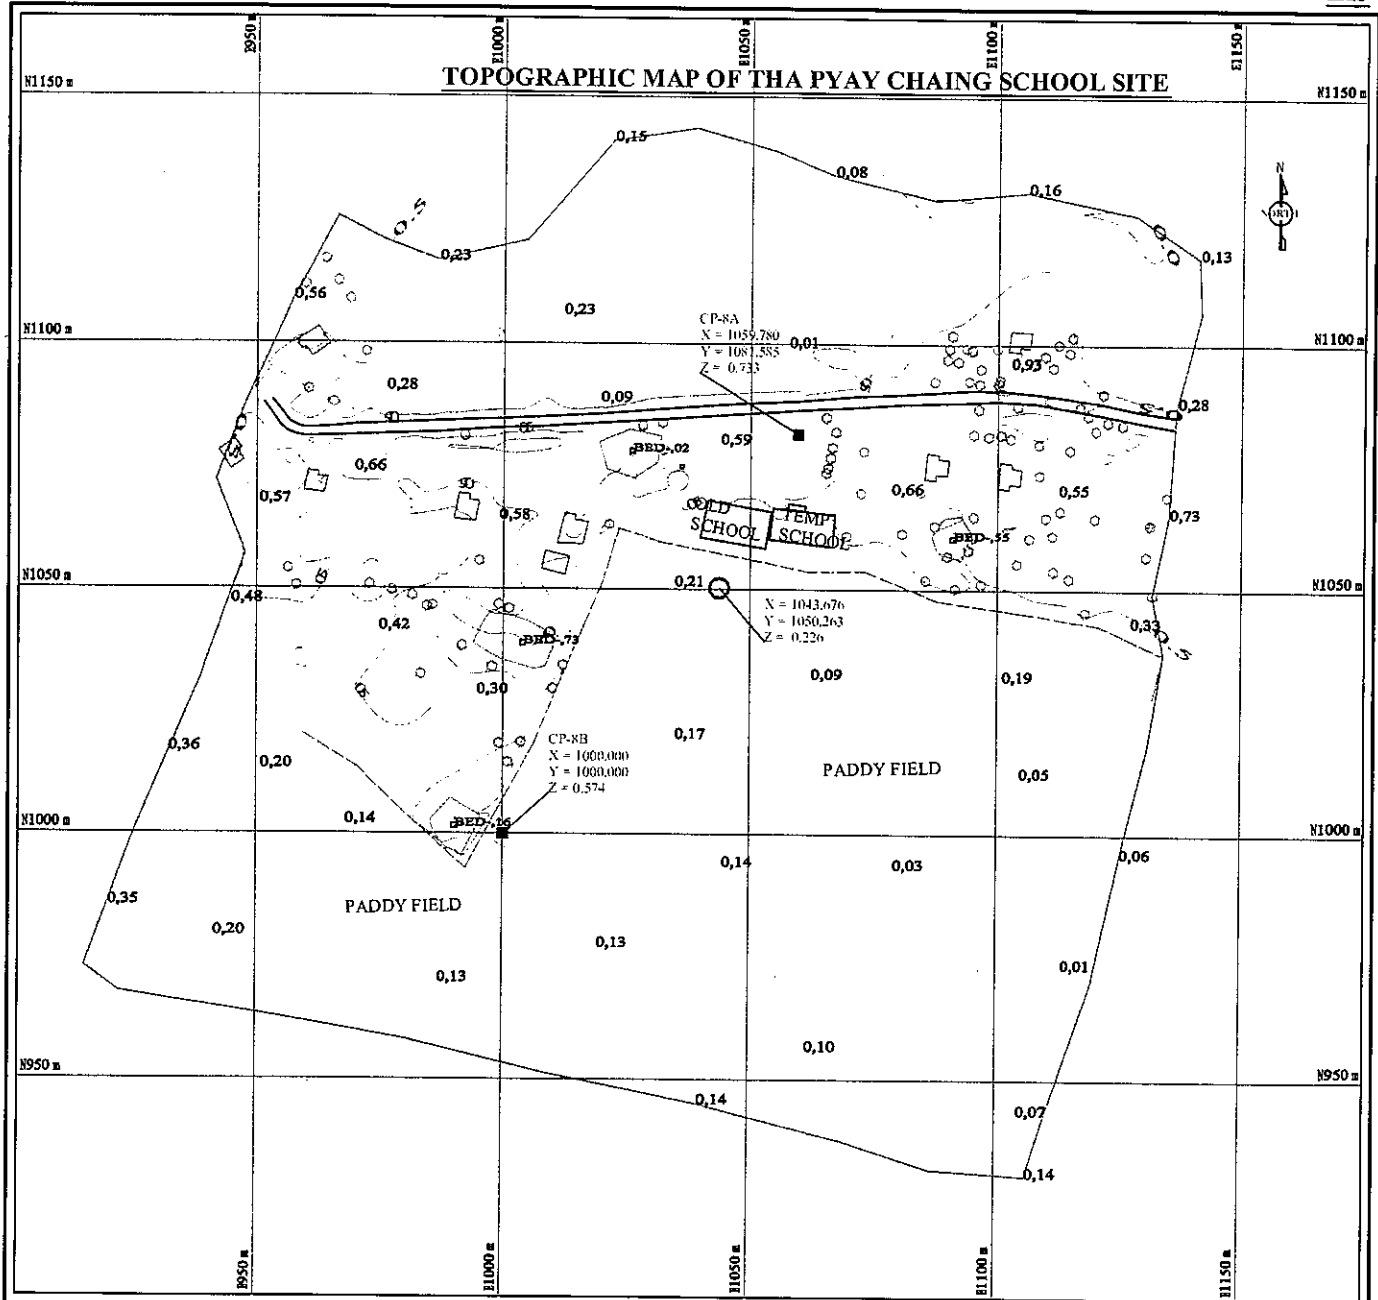 E950 m
E1000 m
E1050 m
E1100 m
E1150 m
TOPOGRAPHIC MAP OF THA PYAY CHAING SCHOOL SITE
N1150 m
N1150 m
0,15
0,08
0,16
N
O-S
0,23
0,13
0,56
0,23
CP-8A
X = 1059.780
Y = 1081.585
Z = 0.733
0,01
N1100 m
N1100 m
0,93
0,28
0,09
0,28
0,59
BED-,02
0,66
0,57
0,66
0,55
0,58
OLD
SCHOOL
TEMP
SCHOOL
0,73
BED-,55
N1050 m
N1050 m
0,21
0,48
X = 1043.676
Y = 1050.263
Z = 0.226
0,42
0,33
BED-,73
0,09
0,19
0,30
0,36
CP-8B
X = 1000.000
Y = 1000.000
Z = 0.574
0,17
0,20
PADDY FIELD
0,05
0,14
BED-,16
N1000 m
N1000 m
0,14
0,03
0,06
0,35
PADDY FIELD
0,20
0,13
0,13
0,01
0,10
N950 m
N950 m
0,14
0,07
0,14
E950 m
E1000 m
E1050 m
E1100 m
E1150 m